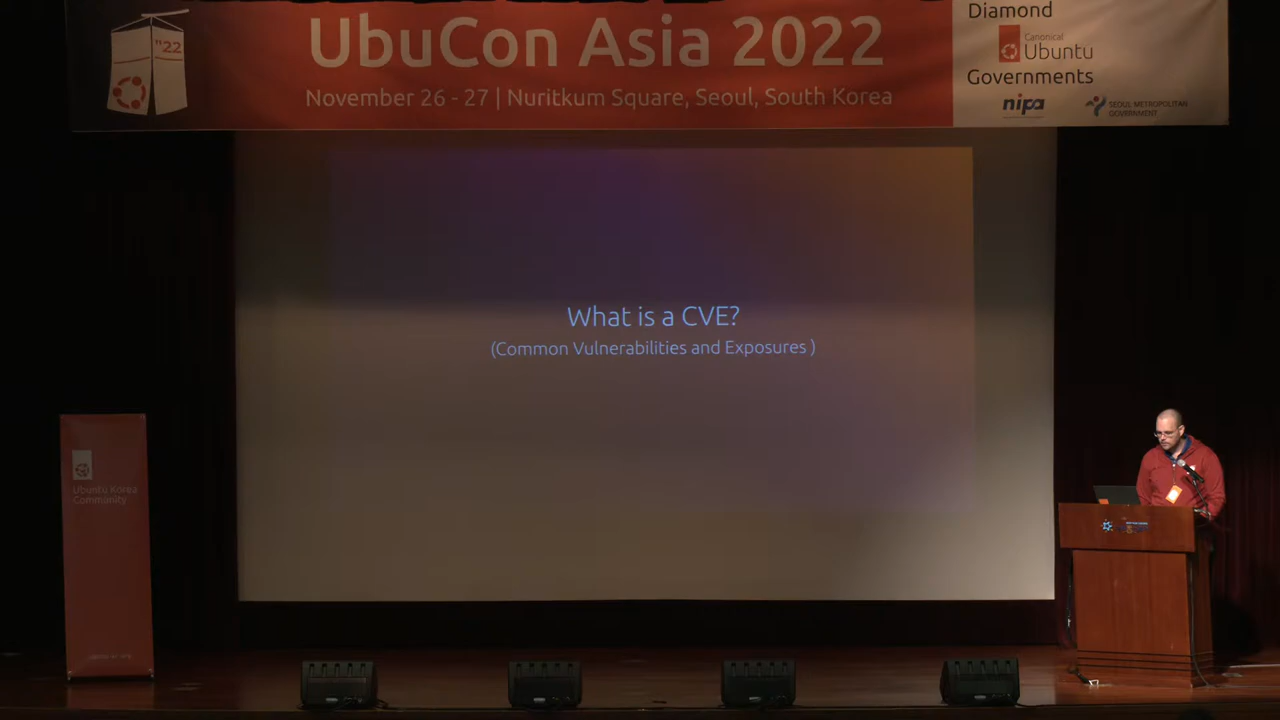 "22
UbuCon Asia 2022
November 26 - 27 | Nuritkum Square, Seoul, South Korea
Diamond
Canonical
Ubuntu
Governments
nipa
SEOUL METROPOLITAN
GOVERNMENT
What is a CVE?
(Common Vulnerabilities and Exposures )
Ubuntu Korea
Community